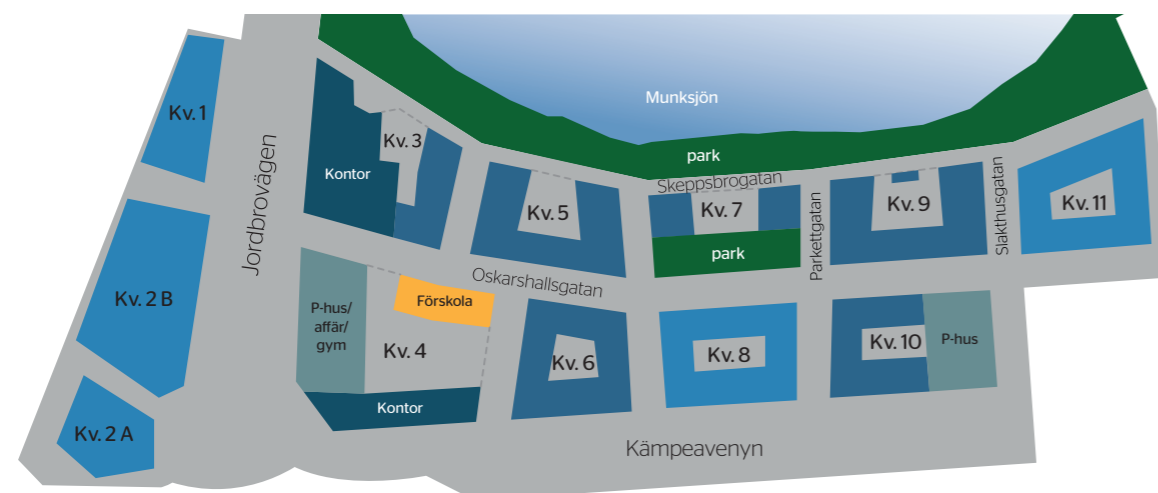 Munksjön
Kv. 1
park
Kv. 3
Kontor
Skeppsbrogatan
Jordbrovägen
Kv. 5
Kv. 7
Kv. 9
Kv. 11
Parkettgatan
Slakthusgatan
park
Oskarshallsgatan
Kv. 2 B
P-hus/
affär/
gym
Förskola
Kv. 4
Kv. 6
Kv. 8
Kv. 10
P-hus
Kontor
Kv. 2 A
Kämpeavenyn